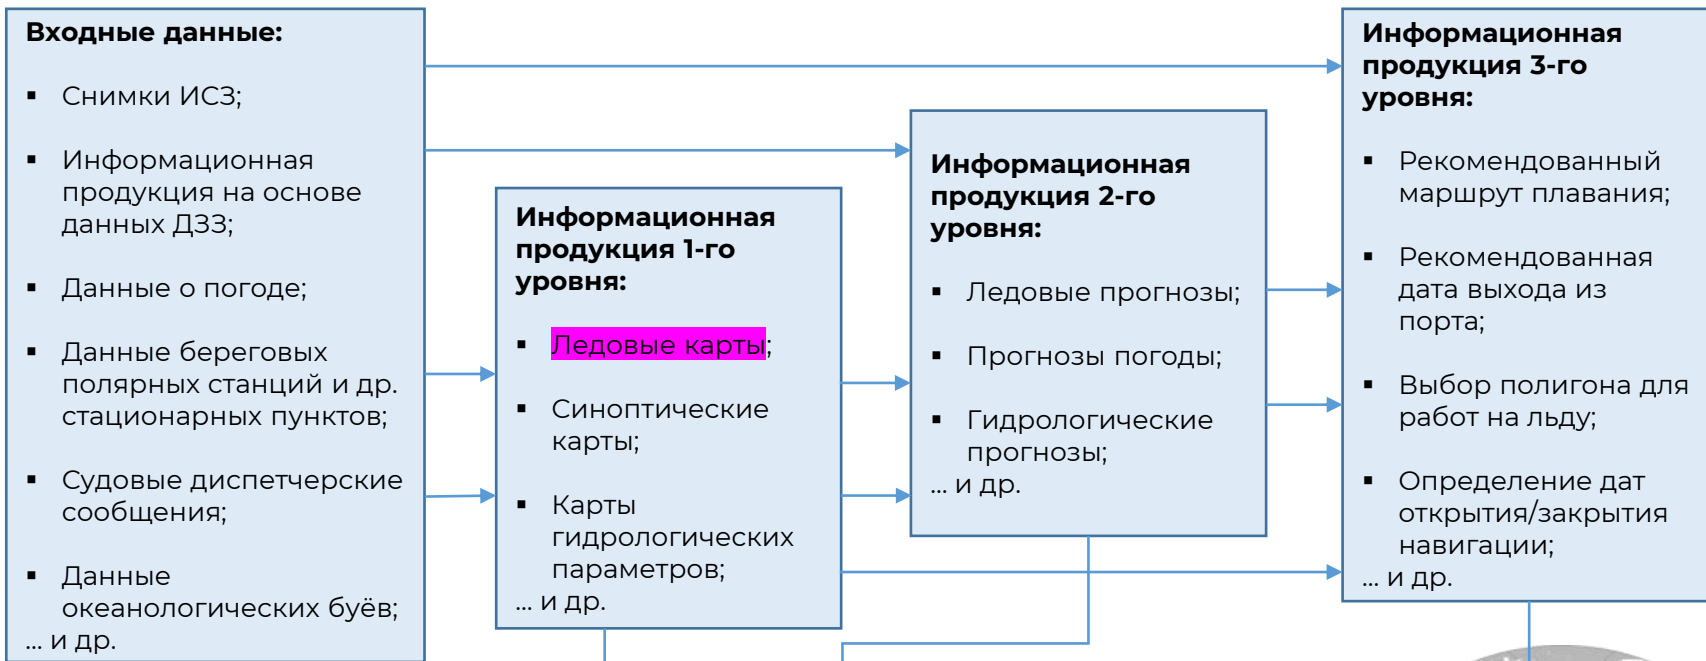 Входные данные:
▪ Снимки ИСЗ;
▪ Информационная
продукция на основе
данных ДЗЗ;
▪ Данные о погоде;
▪ Данные береговых
полярных станций и др.
стационарных пунктов;
▪ Судовые диспетчерские
сообщения;
▪ Данные
океанологических буёв;
... и др.
Информационная
продукция 1-го
уровня:
▪ Ледовые карты;
▪ Синоптические
карты;
▪ Карты
гидрологических
параметров;
... и др.
Информационная
продукция 2-го
уровня:
▪ Ледовые прогнозы;
▪ Прогнозы погоды;
▪ Гидрологические
прогнозы;
... и др.
Информационная
продукция 3-го
уровня:
▪ Рекомендованный
маршрут плавания;
▪ Рекомендованная
дата выхода из
порта;
▪ Выбор полигона для
работ на льду;
▪ Определение дат
открытия/закрытия
навигации;
... и др.